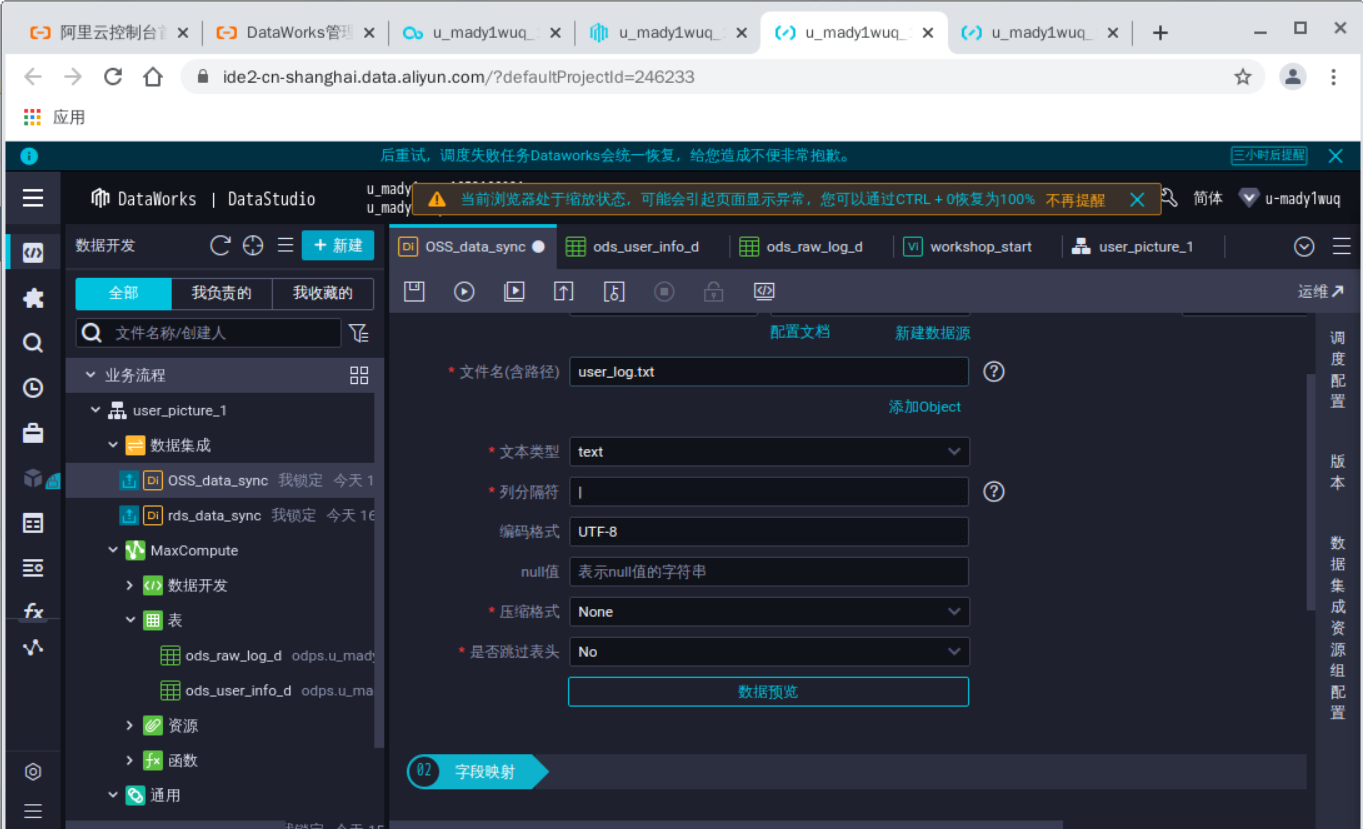 阿里云控制台首
DataWorks管理
u_mady1wuq_
u_mady1wuq_
u_mady1wuq_
u_mady1wuq_
ide2-cn-shanghai.data.aliyun.com/?defaultProjectId=246233
应用
后重试，调度失败任务Dataworks会统一恢复，给您造成不便非常抱歉。
三小时后提醒
DataWorks | DataStudio
u_mady
u_mady
当前浏览器处于缩放状态，可能会引起页面显示异常，您可以通过CTRL + 0恢复为100%
不再提醒
简体
u-mady1wuq
数据开发
+ 新建
Di OSS_data_sync
ods_user_info_d
ods_raw_log_d
VI workshop_start
user_picture_1
全部
我负责的
我收藏的
运维
文件名称/创建人
配置文档
新建数据源
业务流程
* 文件名(含路径)
user_log.txt
添加Object
user_picture_1
数据集成
Di OSS_data_sync 我锁定 今天 1
Di rds_data_sync 我锁定 今天 16
MaxCompute
数据开发
表
ods_raw_log_d odps.u_mady
ods_user_info_d odps.u_ma
资源
fx 函数
通用
fx
* 文本类型
text
* 列分隔符
|
编码格式
UTF-8
null值
表示null值的字符串
* 压缩格式
None
* 是否跳过表头
No
数据预览
02 字段映射
调度配置
版本
数据集成资源组配置